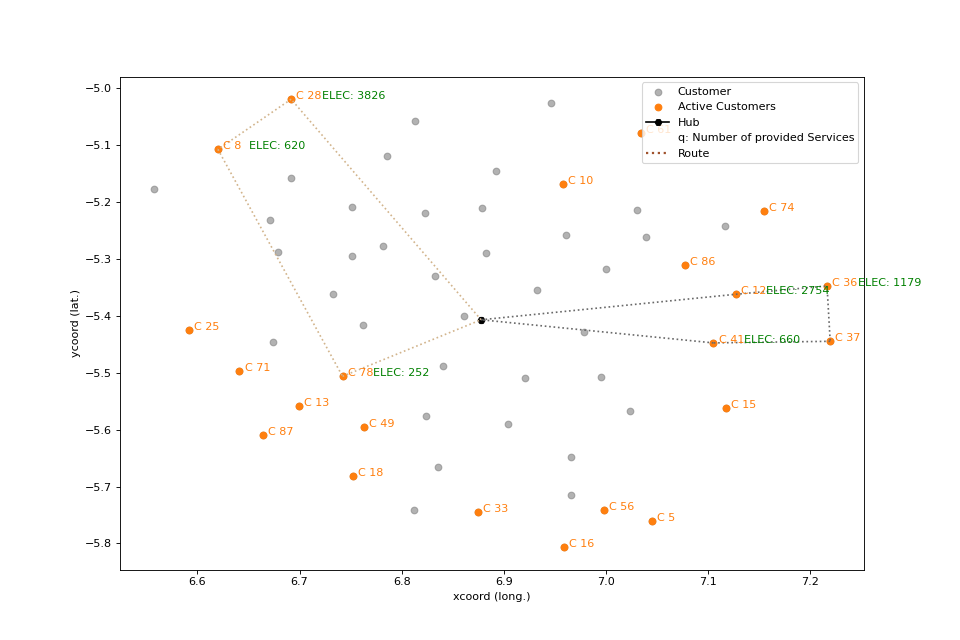 −5.0
−5.1
−5.2
−5.3
−5.4
−5.5
−5.6
−5.7
−5.8
ycoord (lat.)
6.6 6.7 6.8 6.9 7.0 7.1 7.2
xcoord (long.)
Customer
Active Customers
Hub
q: Number of provided Services
Route
C 28 ELEC: 3826
C 8 ELEC: 620
C 10
C 74
C 86
C 36 ELEC: 1179
C 12 ELEC: 2754
C 25
C 41 ELEC: 660
C 37
C 71
C 78 ELEC: 252
C 13
C 15
C 49
C 87
C 18
C 33
C 56
C 5
C 16